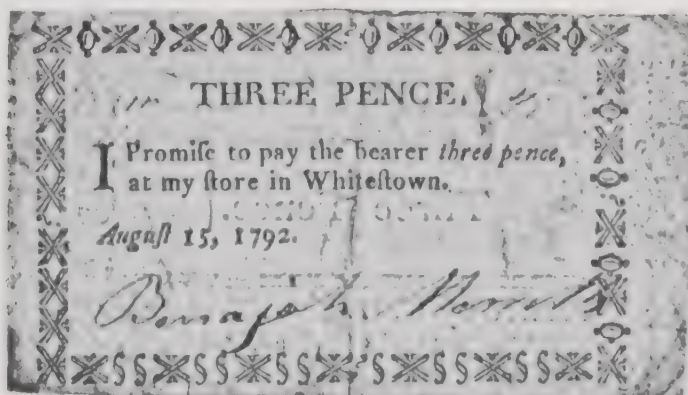 THREE PENCE.
I Promiſe to pay the bearer three pence,
at my ſtore in Whiteſtown.
Auguſt 15, 1792.